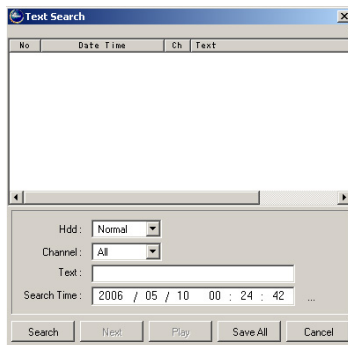 Text Search
No Date Time Ch Text
Hdd : Normal
Channel : All
Text :
Search Time : 2006 / 05 / 10 00 : 24 : 42 ...
Search Next Play Save All Cancel